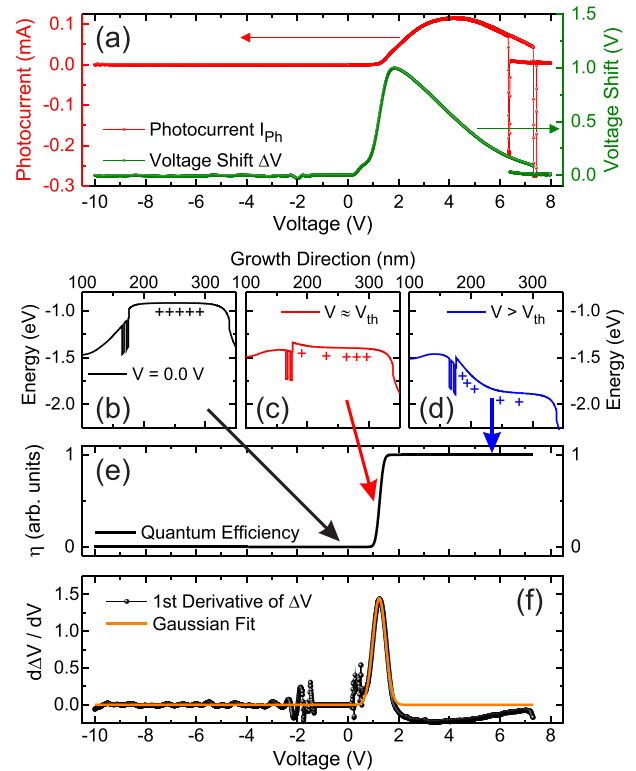 (a)
Photocurrent (mA)
0.1
0.0
-0.1
-0.2
-0.3
Photocurrent I_Ph
Voltage Shift ΔV
1.5
1.0
0.5
0.0
Voltage Shift (V)
-10 -8 -6 -4 -2 0 2 4 6 8
Voltage (V)
Growth Direction (nm)
100 200 300 100 200 300 100 200 300
Energy (eV)
-1.0
-1.5
-2.0
+++++
V = 0.0 V
(b)
V ≈ V_th
+ + + + +
(c)
V > V_th
+ + + + +
(d)
-1.0
-1.5
-2.0
Energy (eV)
(e)
η (arb. units)
1
0
Quantum Efficiency
1
0
(f)
dΔV / dV
1.5
1.0
0.5
0.0
1st Derivative of ΔV
Gaussian Fit
-10 -8 -6 -4 -2 0 2 4 6 8
Voltage (V)